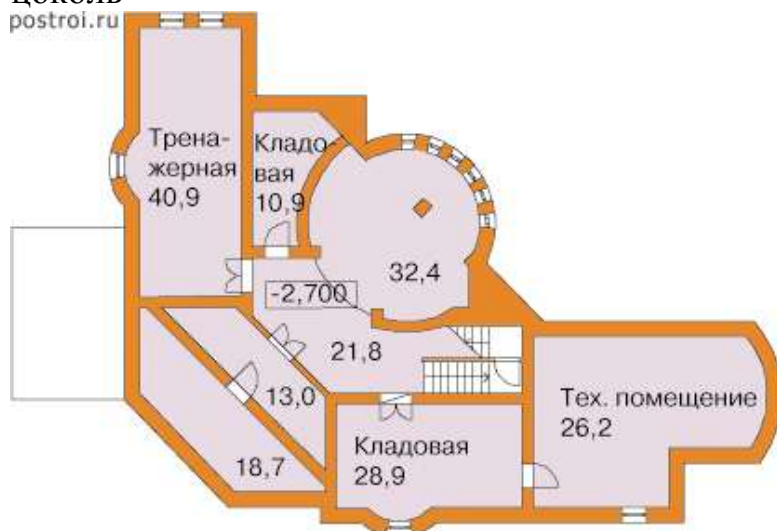 цоколь
postroi.ru
Трена-
жерная
40,9
Кладо-
вая
10,9
32,4
-2,700
21,8
13,0
18,7
Кладовая
28,9
Тех. помещение
26,2